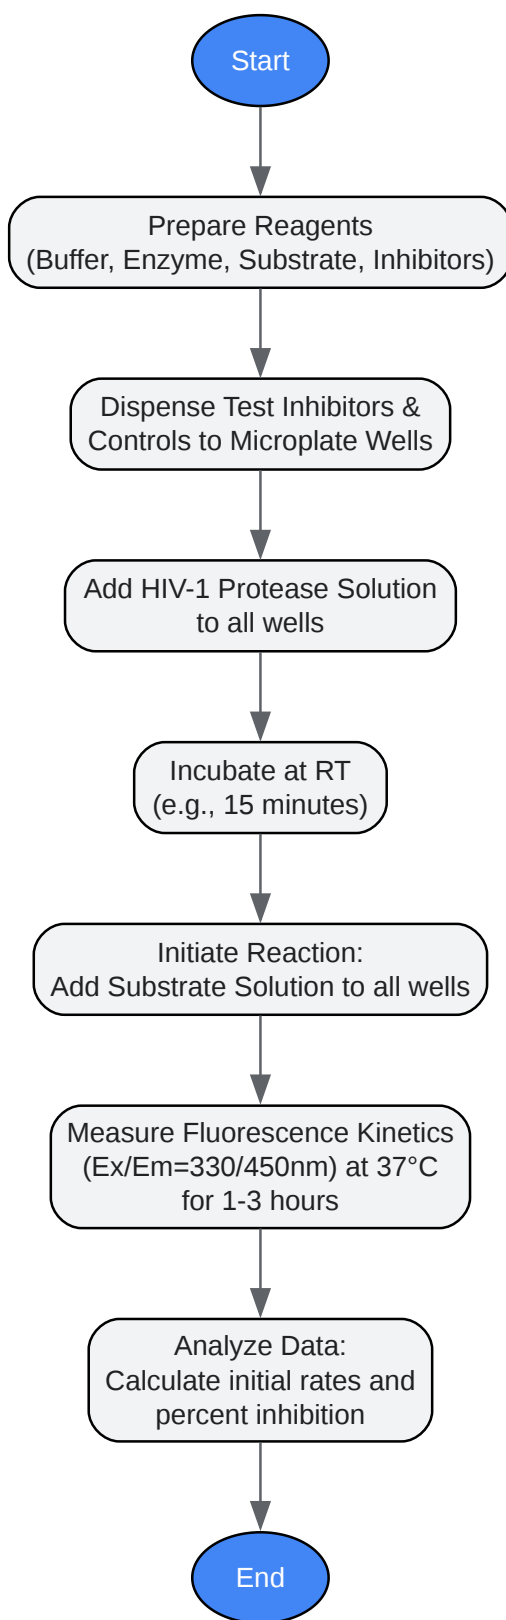 Start
Prepare Reagents
(Buffer, Enzyme, Substrate, Inhibitors)
Dispense Test Inhibitors &
Controls to Microplate Wells
Add HIV-1 Protease Solution
to all wells
Incubate at RT
(e.g., 15 minutes)
Initiate Reaction:
Add Substrate Solution to all wells
Measure Fluorescence Kinetics
(Ex/Em=330/450nm) at 37°C
for 1-3 hours
Analyze Data:
Calculate initial rates and
percent inhibition
End